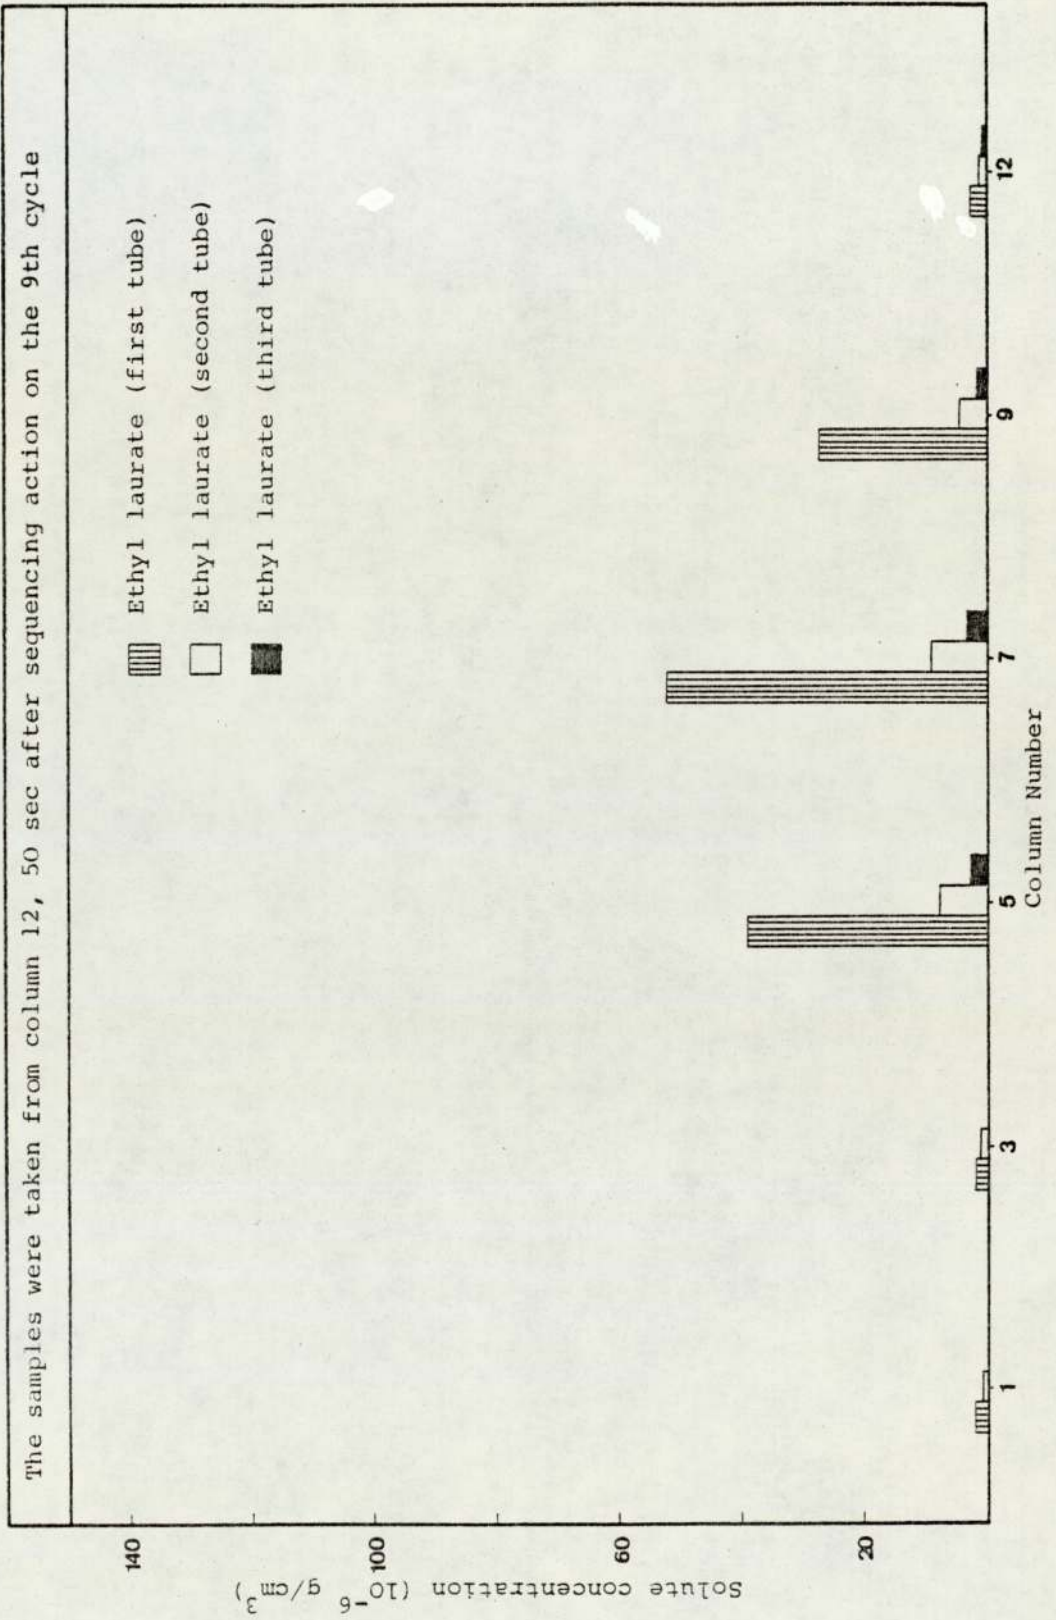 The samples were taken from column 12, 50 sec after sequencing action on the 9th cycle
Ethyl laurate (first tube)
Ethyl laurate (second tube)
Ethyl laurate (third tube)
Solute concentration (10-6 g/cm3)
140
100
60
20
1
3
5
7
9
12
Column Number